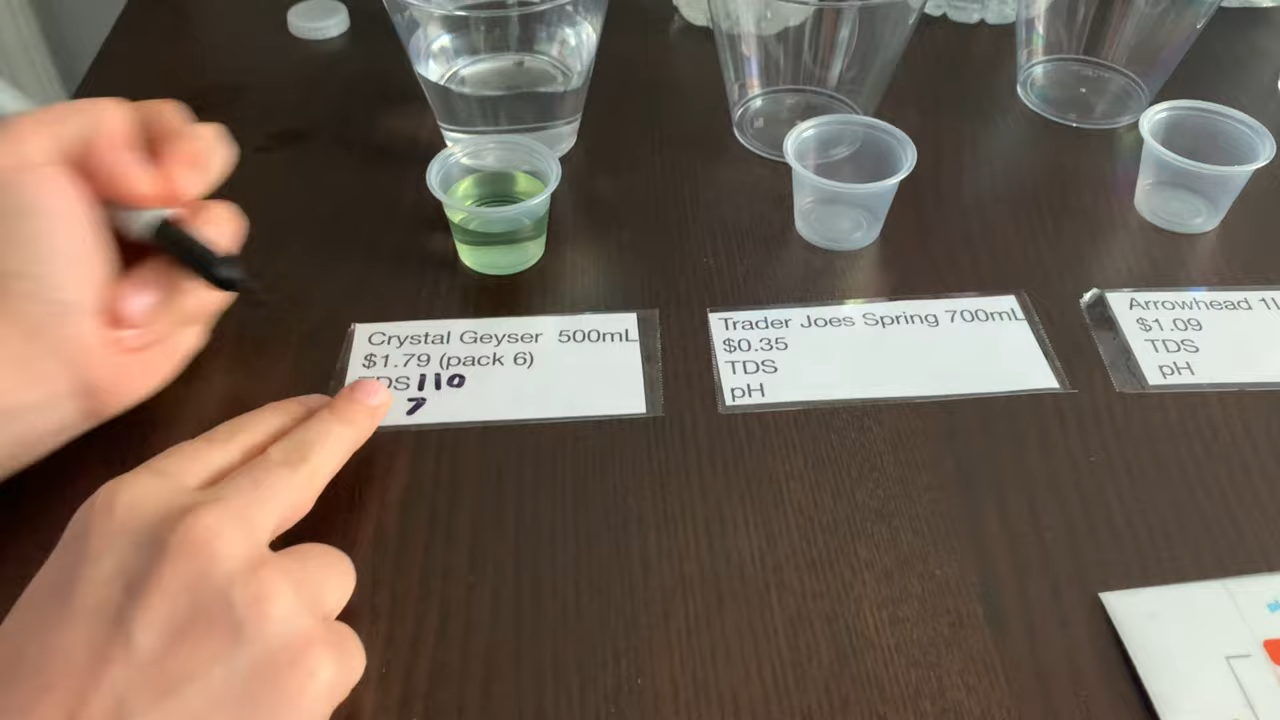 Crystal Geyser 500mL
$1.79 (pack 6)
TDS 110
7
Trader Joes Spring 700mL
$0.35
TDS
pH
Arrowhead 1L
$1.09
TDS
pH